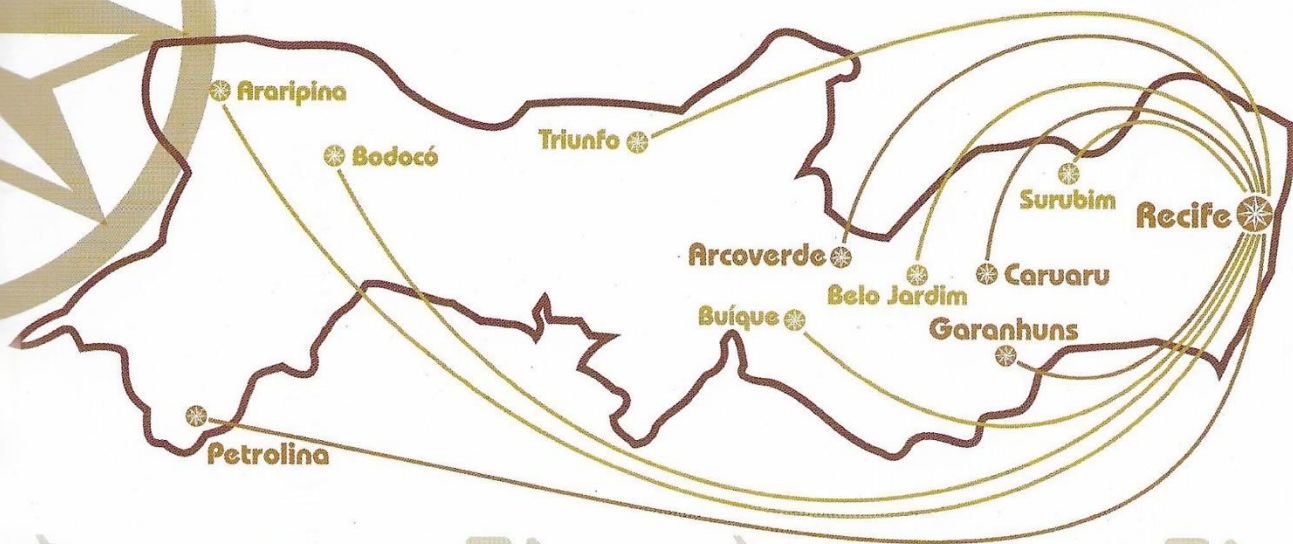 Araripina
Bodocó
Triunfo
Surubim
Recife
Arcoverde
Belo Jardim
Caruaru
Buíque
Garanhuns
Petrolina